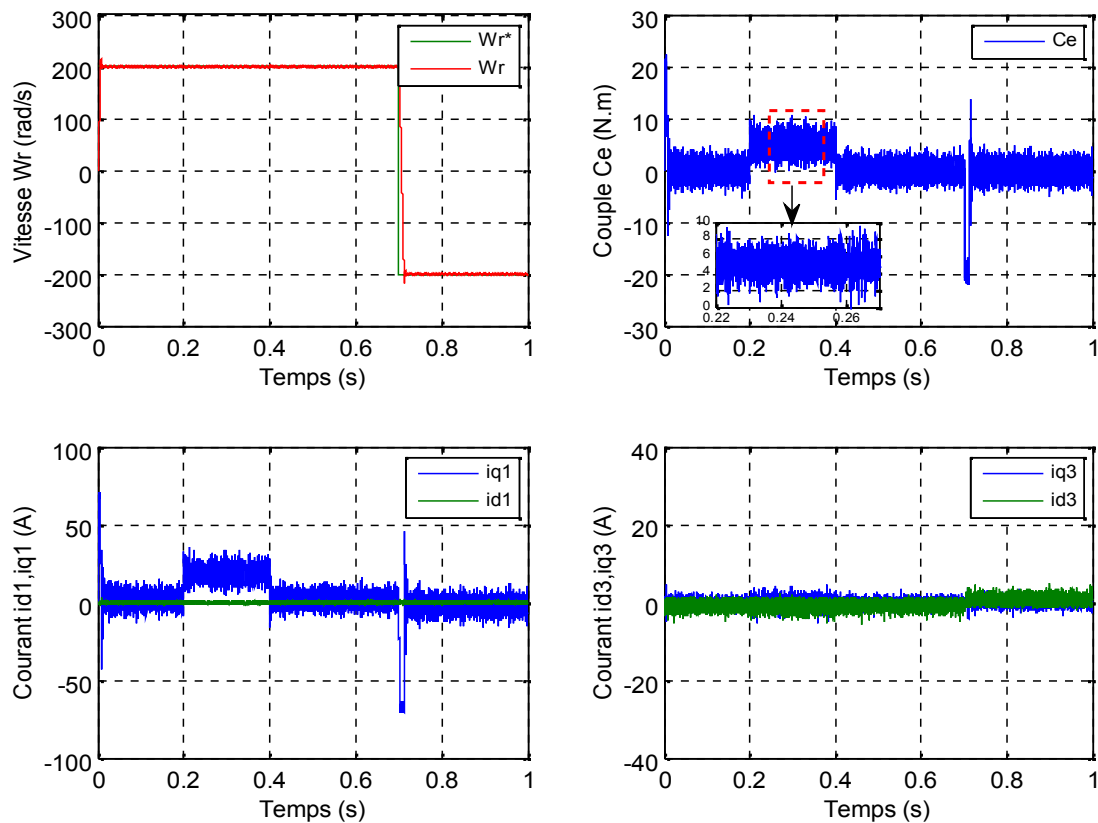 300
200
100
0
-100
-200
-300
Vitesse Wr (rad/s)
Wr*
Wr
0 0.2 0.4 0.6 0.8 1
Temps (s)
30
20
10
0
-10
-20
-30
Couple Ce (N.m)
Ce
10
8
6
4
2
0
0.22 0.24 0.26
0 0.2 0.4 0.6 0.8 1
Temps (s)
100
50
0
-50
-100
Courant id1,iq1 (A)
iq1
id1
0 0.2 0.4 0.6 0.8 1
Temps (s)
40
20
0
-20
-40
Courant id3,iq3 (A)
iq3
id3
0 0.2 0.4 0.6 0.8 1
Temps (s)